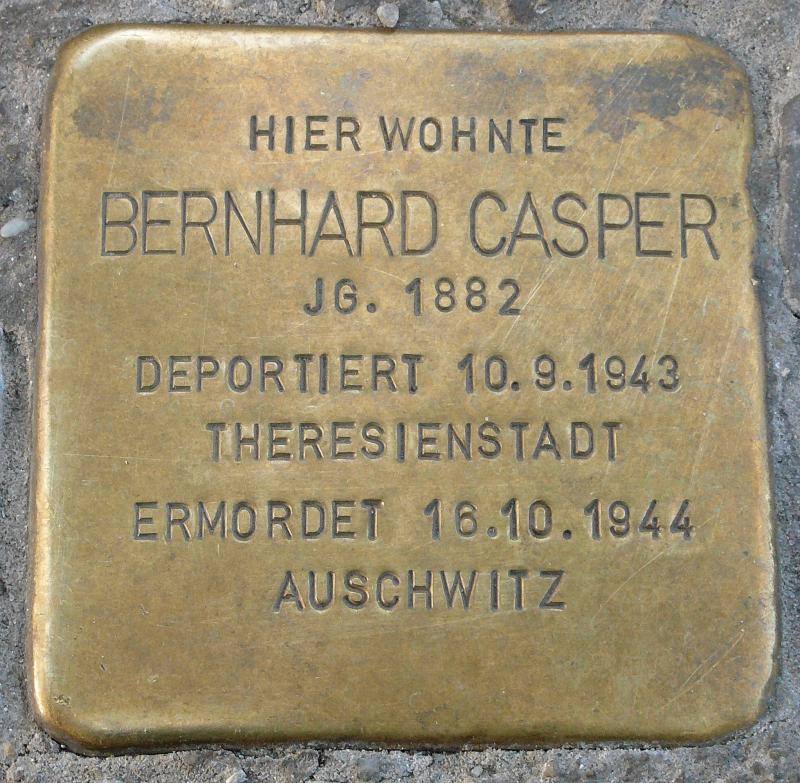 HIER WOHNTE
BERNHARD CASPER
JG. 1882
DEPORTIERT 10.9.1943
THERESIENSTADT
ERMORDET 16.10.1944
AUSCHWITZ